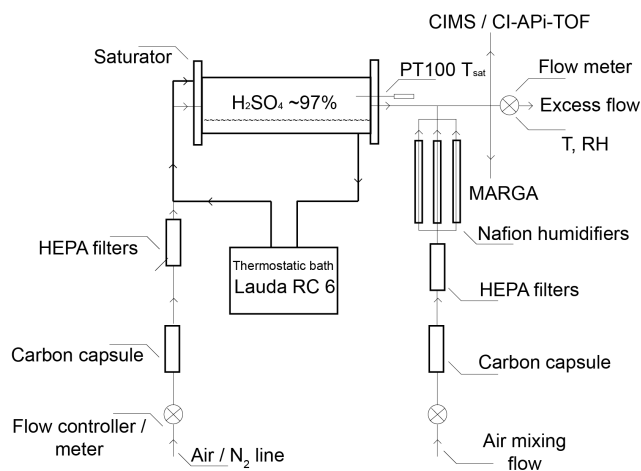 CIMS / CI-APi-TOF
Saturator
PT100 Tsat
Flow meter
H₂SO₄ ~97%
Excess flow
T, RH
MARGA
HEPA filters
Nafion humidifiers
Thermostatic bath
Lauda RC 6
HEPA filters
Carbon capsule
Carbon capsule
Flow controller /
meter
Air / N₂ line
Air mixing
flow